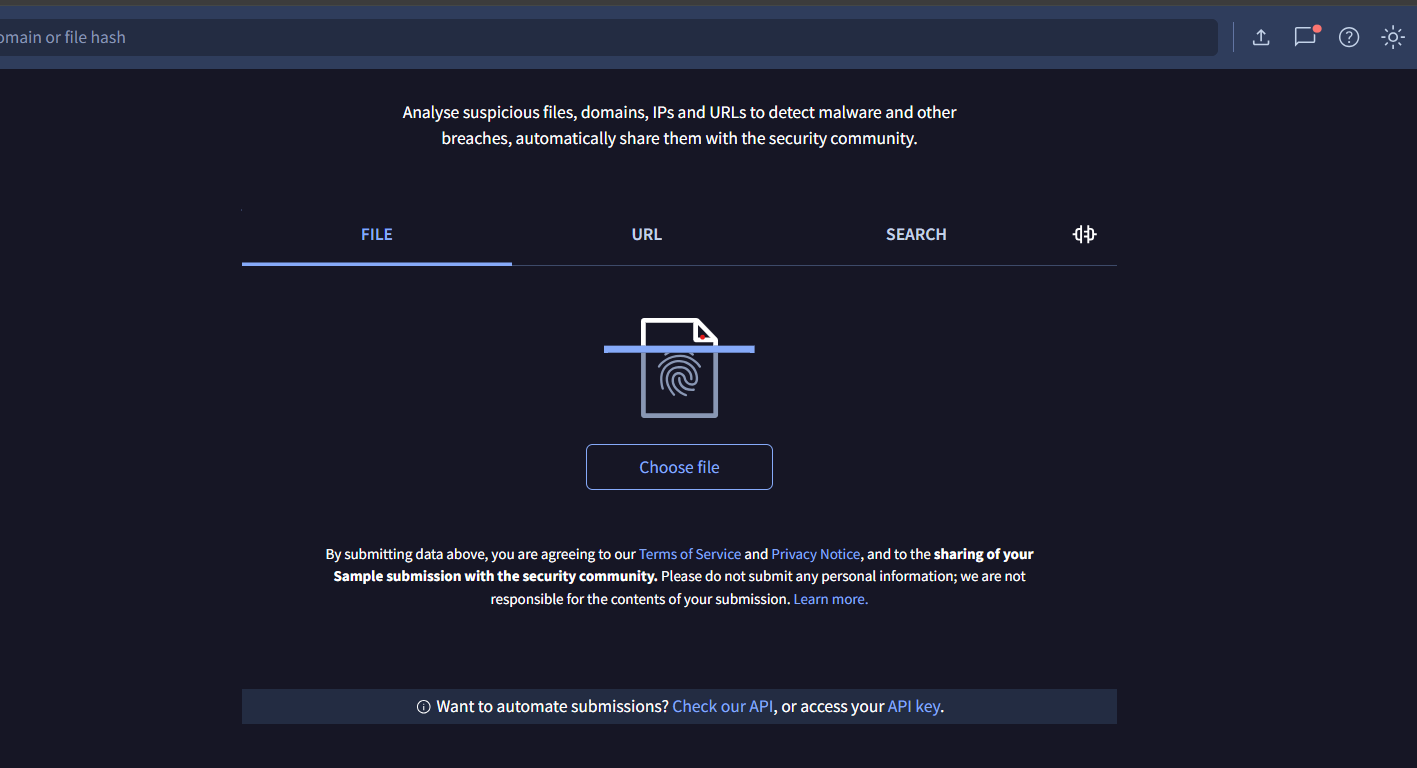 omain or file hash
Analyse suspicious files, domains, IPs and URLs to detect malware and other
breaches, automatically share them with the security community.
FILE
URL
SEARCH
Choose file
By submitting data above, you are agreeing to our Terms of Service and Privacy Notice, and to the sharing of your
Sample submission with the security community. Please do not submit any personal information; we are not
responsible for the contents of your submission. Learn more.
Want to automate submissions? Check our API, or access your API key.